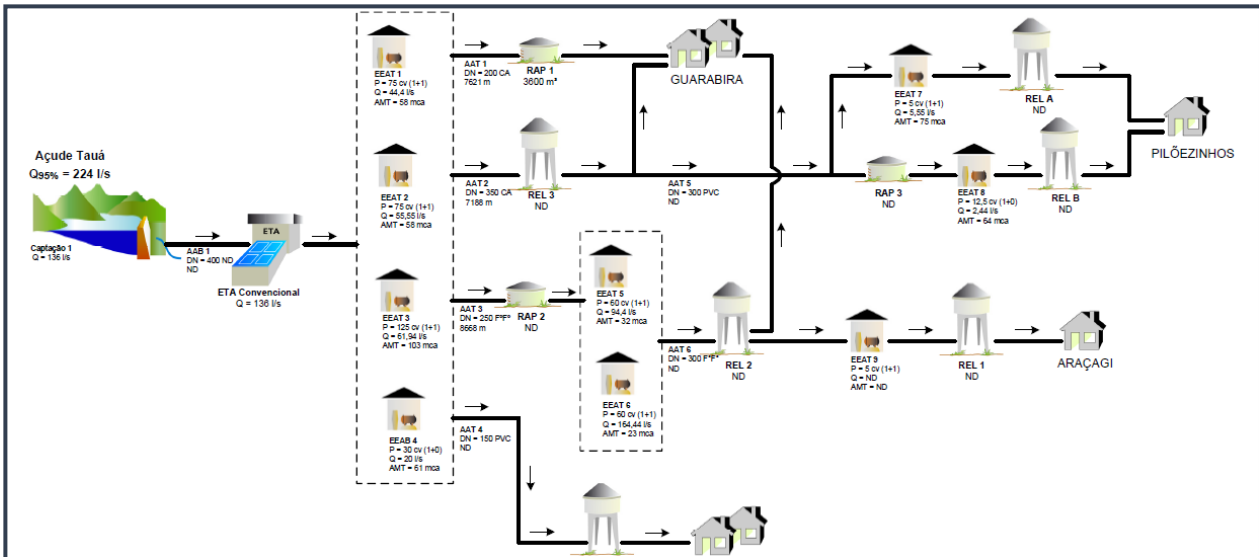 EEAT 1
P = 75 cv (1+1)
Q = 44,4 l/s
AMT = 58 mca
AAT 1
DN = 200 CA
7621 m
RAP 1
3600 m³
GUARABIRA
EEAT 7
P = 5 cv (1+1)
Q = 5,55 l/s
AMT = 75 mca
REL A
ND
PILÕEZINHOS
Açude Tauá
Q95% = 224 l/s
Captação 1
Q = 136 l/s
AAB 1
DN = 400 ND
ND
ETA
ETA Convencional
Q = 136 l/s
EEAT 2
P = 75 cv (1+1)
Q = 55,55 l/s
AMT = 58 mca
AAT 2
DN = 350 CA
7188 m
REL 3
ND
AAT 5
DN = 300 PVC
ND
RAP 3
ND
EEAT 8
P = 12,5 cv (1+0)
Q = 2,44 l/s
AMT = 64 mca
REL B
ND
EEAT 3
P = 125 cv (1+1)
Q = 61,94 l/s
AMT = 103 mca
AAT 3
DN = 250 FºFº
8668 m
RAP 2
ND
EEAT 5
P = 60 cv (1+1)
Q = 94,4 l/s
AMT = 32 mca
EEAT 6
P = 60 cv (1+1)
Q = 164,44 l/s
AMT = 23 mca
AAT 6
DN = 300 FºFº
ND
REL 2
ND
EEAT 9
P = 5 cv (1+1)
Q = ND
AMT = ND
REL 1
ND
ARAÇAGI
EEAB 4
P = 30 cv (1+0)
Q = 20 l/s
AMT = 61 mca
AAT 4
DN = 150 PVC
ND